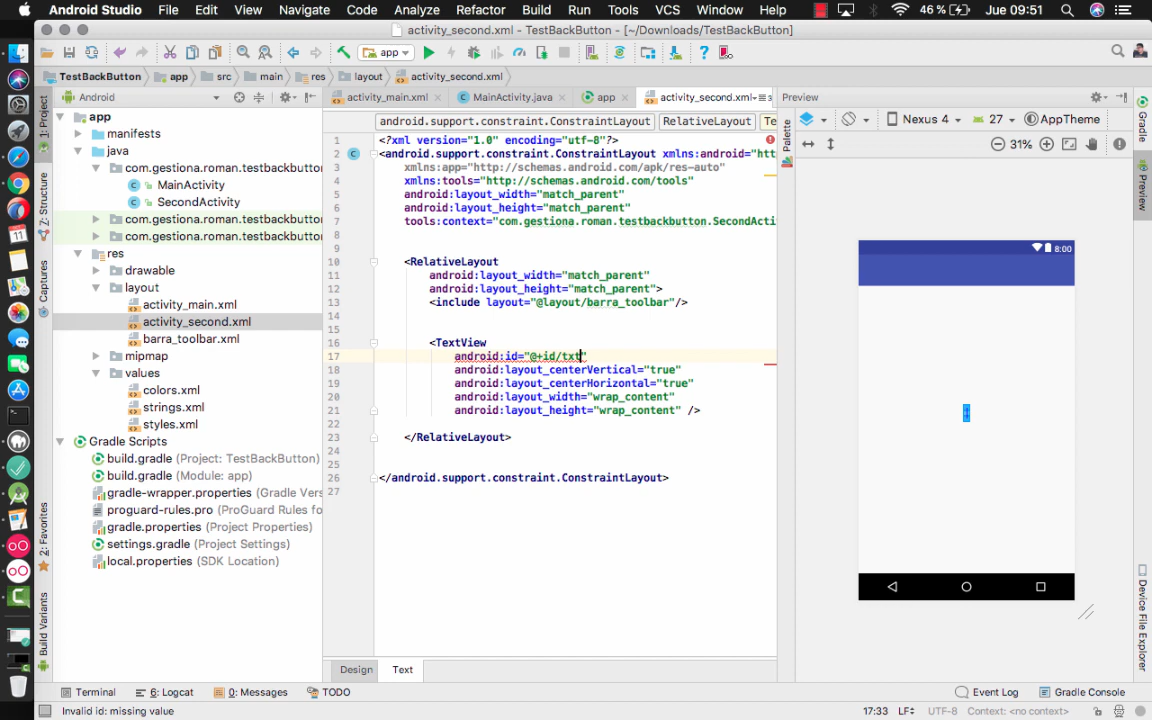 Android Studio File Edit View Navigate Code Analyze Refactor Build Run Tools VCS Window Help 46 % Jue 09:51
activity_second.xml - TestBackButton - [~/Downloads/TestBackButton]
app
TestBackButton app src main res layout activity_second.xml
Android activity_main.xml MainActivity.java app activity_second.xml 3 Preview
android.support.constraint.ConstraintLayout RelativeLayout Te Nexus 4 27 AppTheme
31%
1: Project
Z: Structure
Captures
2: Favorites
Build Variants
app
manifests
java
com.gestiona.roman.testbackbutton
MainActivity
SecondActivity
com.gestiona.roman.testbackbutto
com.gestiona.roman.testbackbutto
res
drawable
layout
activity_main.xml
activity_second.xml
barra_toolbar.xml
mipmap
values
colors.xml
strings.xml
styles.xml
Gradle Scripts
build.gradle (Project: TestBackButton)
build.gradle (Module: app)
gradle-wrapper.properties (Gradle Vers
proguard-rules.pro (ProGuard Rules fo
gradle.properties (Project Properties)
settings.gradle (Project Settings)
local.properties (SDK Location)
1 <?xml version="1.0" encoding="utf-8"?>
2 <android.support.constraint.ConstraintLayout xmlns:android="htt
3 xmlns:app="http://schemas.android.com/apk/res-auto"
4 xmlns:tools="http://schemas.android.com/tools"
5 android:layout_width="match_parent"
6 android:layout_height="match_parent"
7 tools:context="com.gestiona.roman.testbackbutton.SecondActi
8
9
10 <RelativeLayout
11 android:layout_width="match_parent"
12 android:layout_height="match_parent">
13 <include layout="@layout/barra_toolbar"/>
14
15
16 <TextView
17 android:id="@+id/txt"
18 android:layout_centerVertical="true"
19 android:layout_centerHorizontal="true"
20 android:layout_width="wrap_content"
21 android:layout_height="wrap_content" />
22
23 </RelativeLayout>
24
25
26 </android.support.constraint.ConstraintLayout>
27
Palette
8:00
Gradle
Preview
Device File Explorer
Design Text
Terminal 6: Logcat 0: Messages TODO Event Log Gradle Console
Invalid id: missing value 17:33 LF UTF-8 Context: <no context>
11